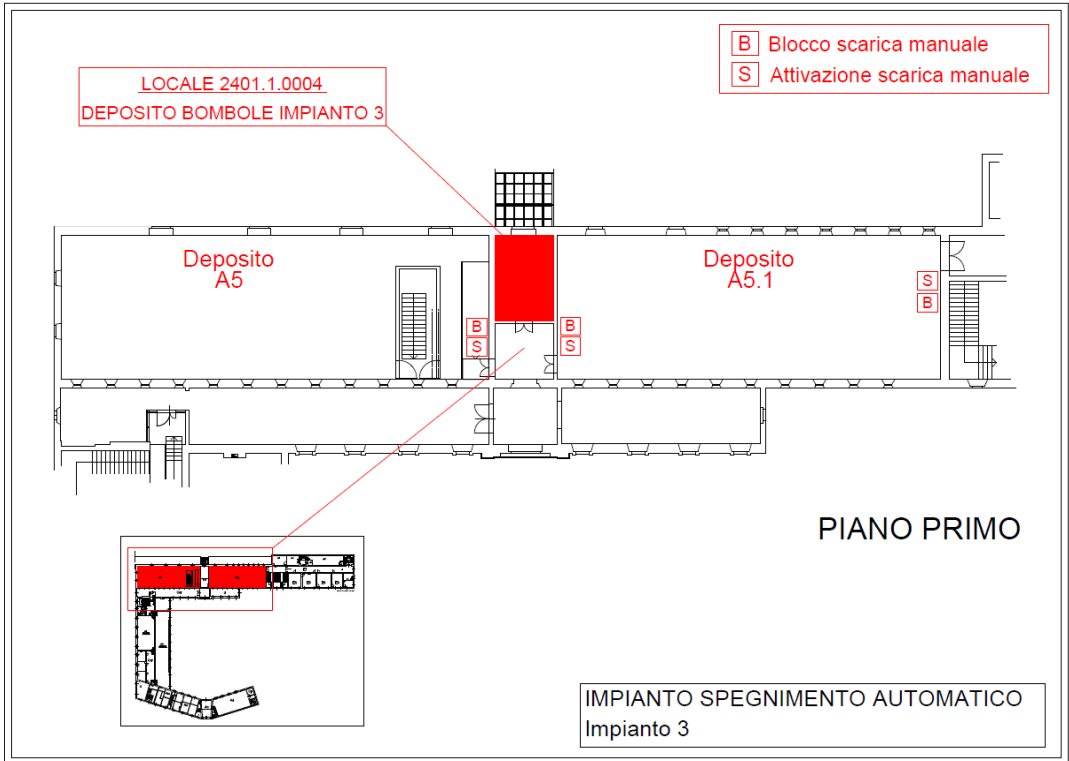 B Blocco scarica manuale
S Attivazione scarica manuale
LOCALE 2401.1.0004
DEPOSITO BOMBOLE IMPIANTO 3
Deposito
A5
Deposito
A5.1
S
B
B
S
B
S
PIANO PRIMO
IMPIANTO SPEGNIMENTO AUTOMATICO
Impianto 3